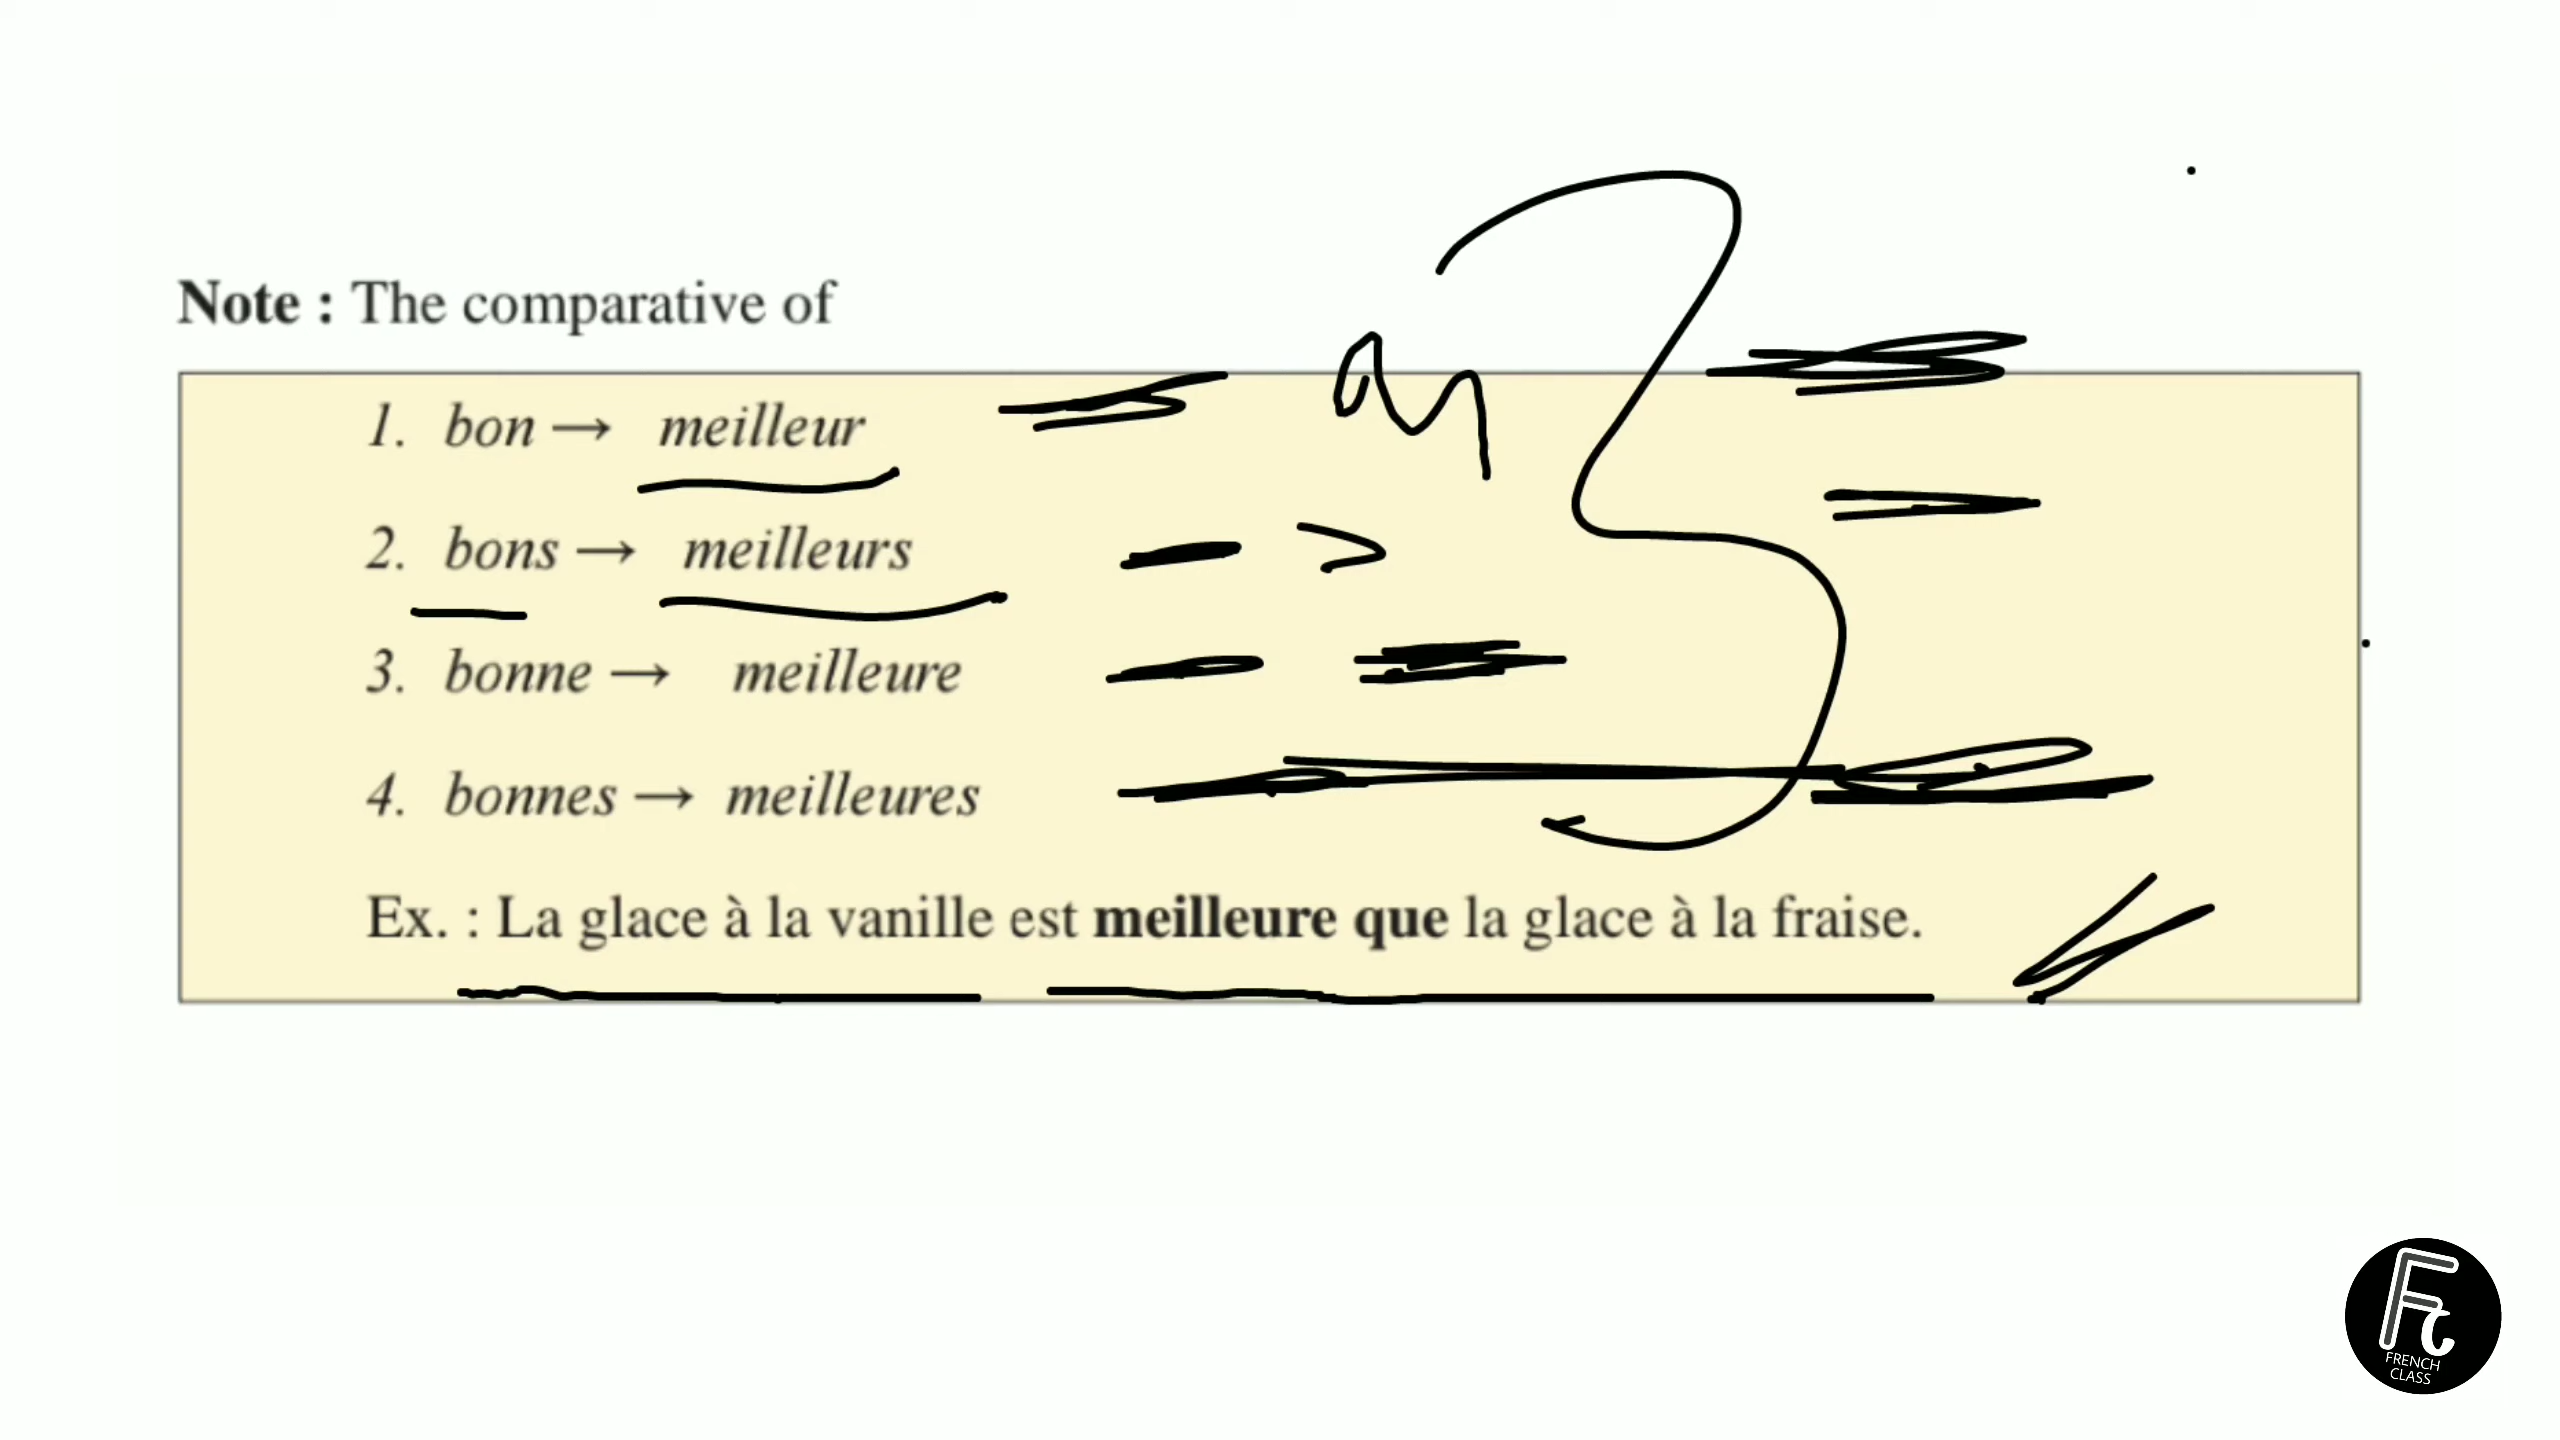 Note : The comparative of
1. bon → meilleur
2. bons → meilleurs
3. bonne → meilleure
4. bonnes → meilleures
Ex. : La glace à la vanille est meilleure que la glace à la fraise.
Fc
FRENCH
CLASS